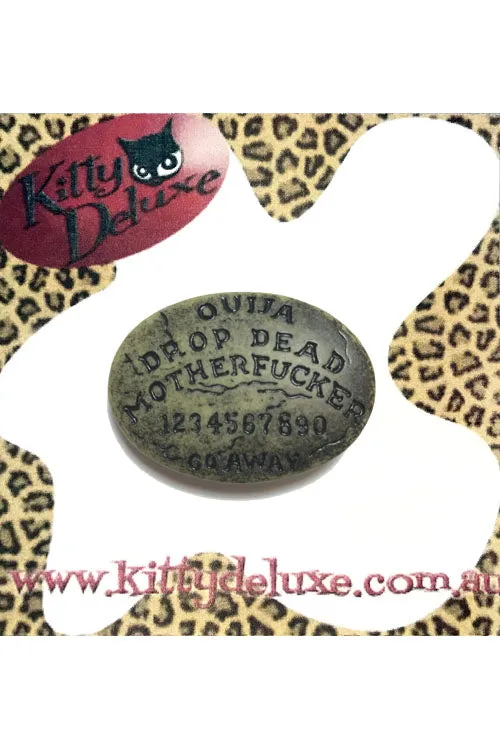 Kitty
Deluxe
OUIJA
DROP DEAD
MOTHERFUCKER
1234567890
GO AWAY
www.kittydeluxe.com.au